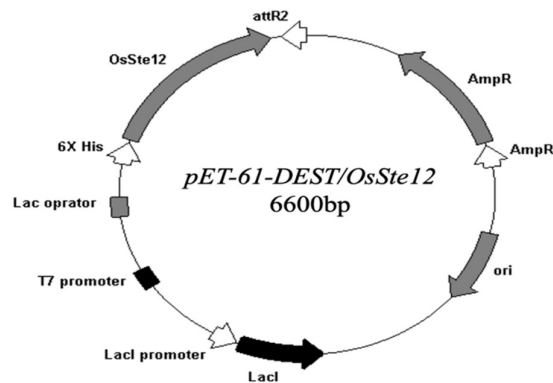 attR2
OsSte12
AmpR
6X His
AmpR
pET-61-DEST/OsSte12
6600bp
Lac oprator
T7 promoter
ori
LacI promoter
LacI